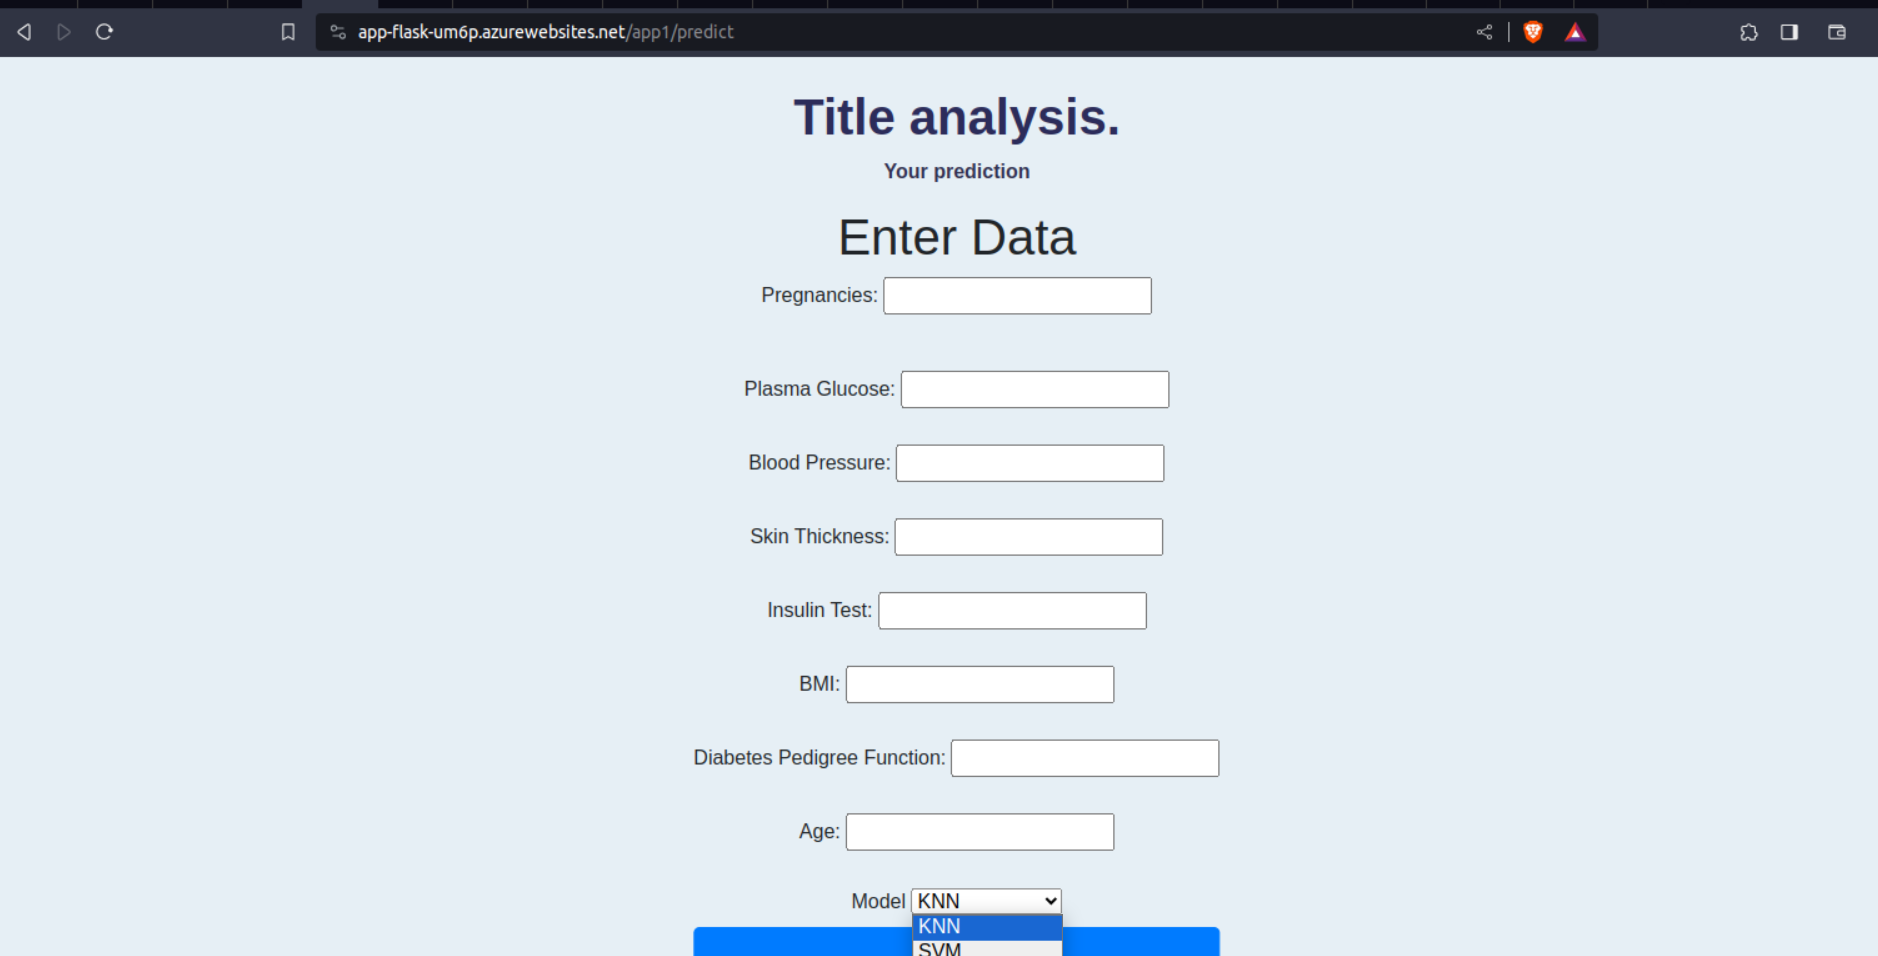 app-flask-um6p.azurewebsites.net/app1/predict
Title analysis.
Your prediction
Enter Data
Pregnancies:
Plasma Glucose:
Blood Pressure:
Skin Thickness:
Insulin Test:
BMI:
Diabetes Pedigree Function:
Age:
Model KNN
KNN
SVM